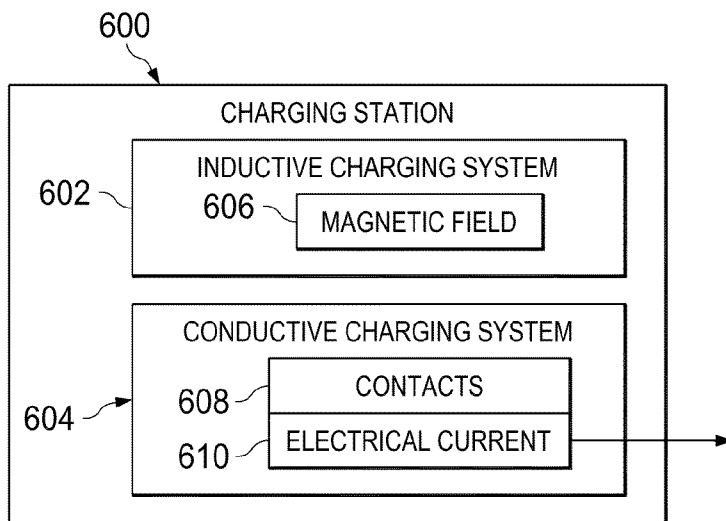 600
CHARGING STATION
INDUCTIVE CHARGING SYSTEM
602
606
MAGNETIC FIELD
CONDUCTIVE CHARGING SYSTEM
608
CONTACTS
604
610
ELECTRICAL CURRENT